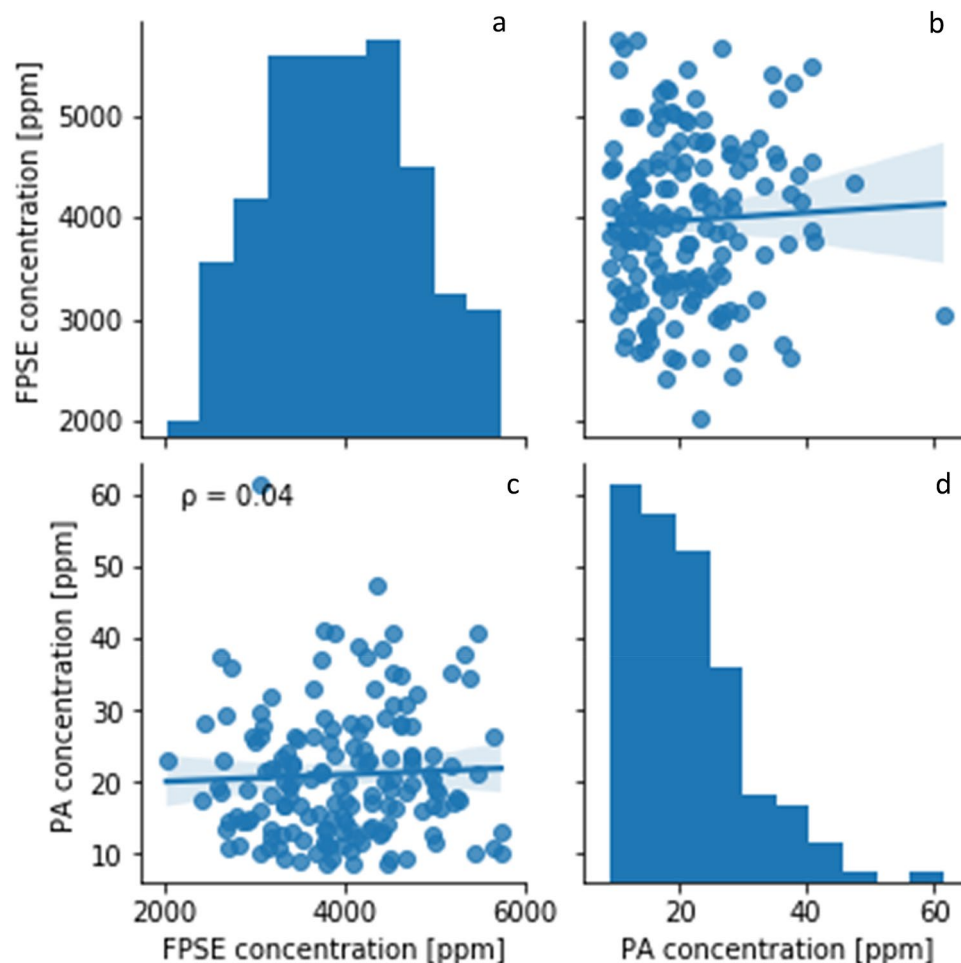 a
b
FPSE concentration [ppm]
5000
4000
3000
2000
ρ = 0.04
c
d
PA concentration [ppm]
60
50
40
30
20
10
2000 4000 6000
20 40 60
FPSE concentration [ppm]
PA concentration [ppm]